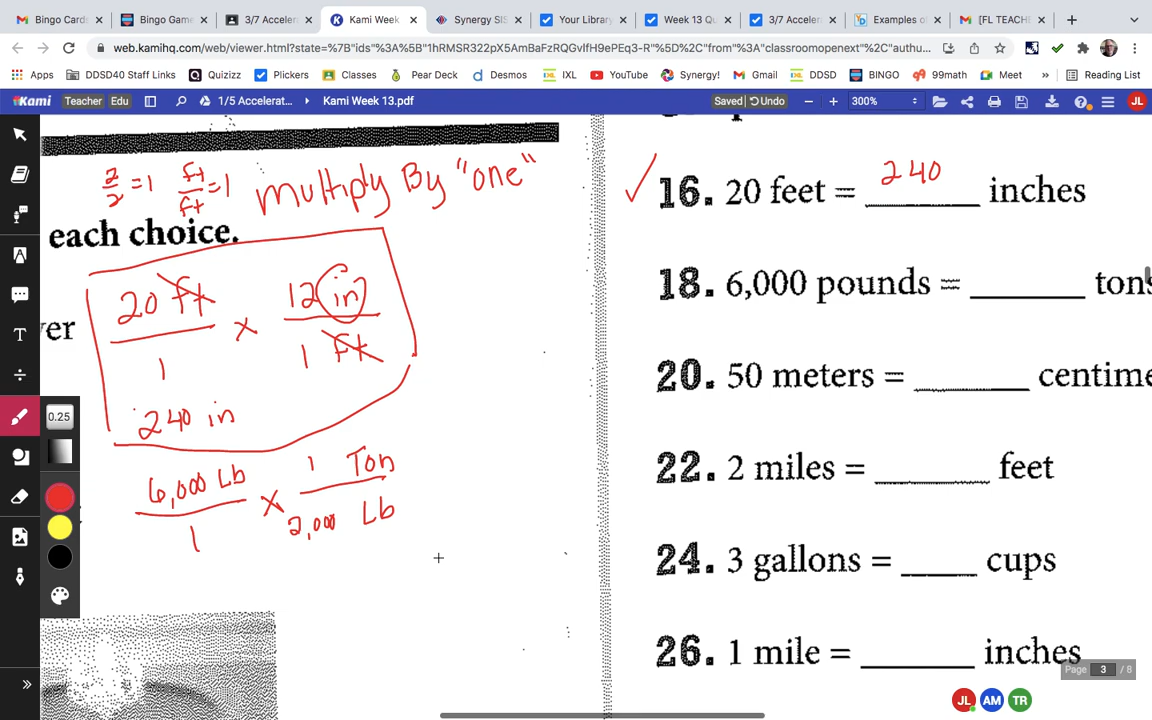 Bingo Cards
Bingo Game
3/7 Accelera
Kami Week
Synergy SIS
Your Library
Week 13 Qu
3/7 Acceler
Examples o
[FL TEACHE
web.kamihq.com/web/viewer.html?state=%7B"ids"%3A%5B"1hRMSR322pX5AmBaFzRQGvIfH9ePEq3-R"%5D%2C"from"%3A"classroomopenext"%2C"authu...
Apps
DDSD40 Staff Links
Quizizz
Plickers
Classes
Pear Deck
Desmos
IXL
YouTube
Synergy!
Gmail
DDSD
BINGO
99math
Meet
»
Reading List
Kami
Teacher
Edu
1/5 Accelerat...
Kami Week 13.pdf
Saved
Undo
300%
JL
2/2 = 1 ft/ft = 1 multiply By "one"
each choice.
20 ft × 12 in
1 1 ft
240 in
ver
6,000 Lb × 1 Ton
1 2,000 Lb
✓ 16. 20 feet = 240 inches
18. 6,000 pounds = ______ tons
20. 50 meters = ______ centime
22. 2 miles = ______ feet
24. 3 gallons = _____ cups
26. 1 mile = ______ inches
0.25
Page 3 / 8
JL AM TR